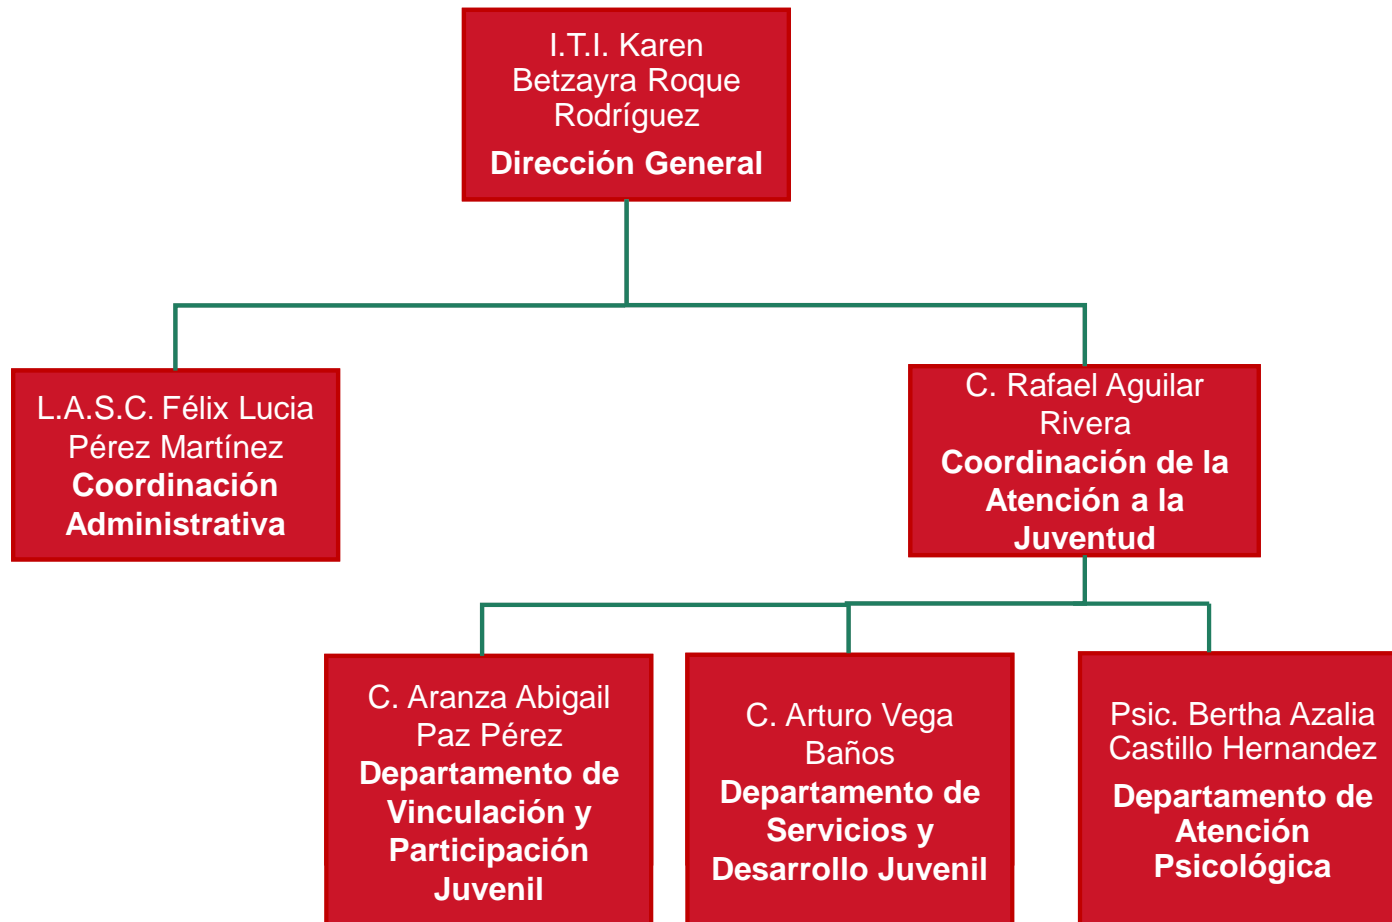 I.T.I. Karen
Betzayra Roque
Rodríguez
Dirección General
L.A.S.C. Félix Lucia
Pérez Martínez
Coordinación
Administrativa
C. Rafael Aguilar
Rivera
Coordinación de la
Atención a la
Juventud
C. Aranza Abigail
Paz Pérez
Departamento de
Vinculación y
Participación
Juvenil
C. Arturo Vega
Baños
Departamento de
Servicios y
Desarrollo Juvenil
Psic. Bertha Azalia
Castillo Hernandez
Departamento de
Atención
Psicológica